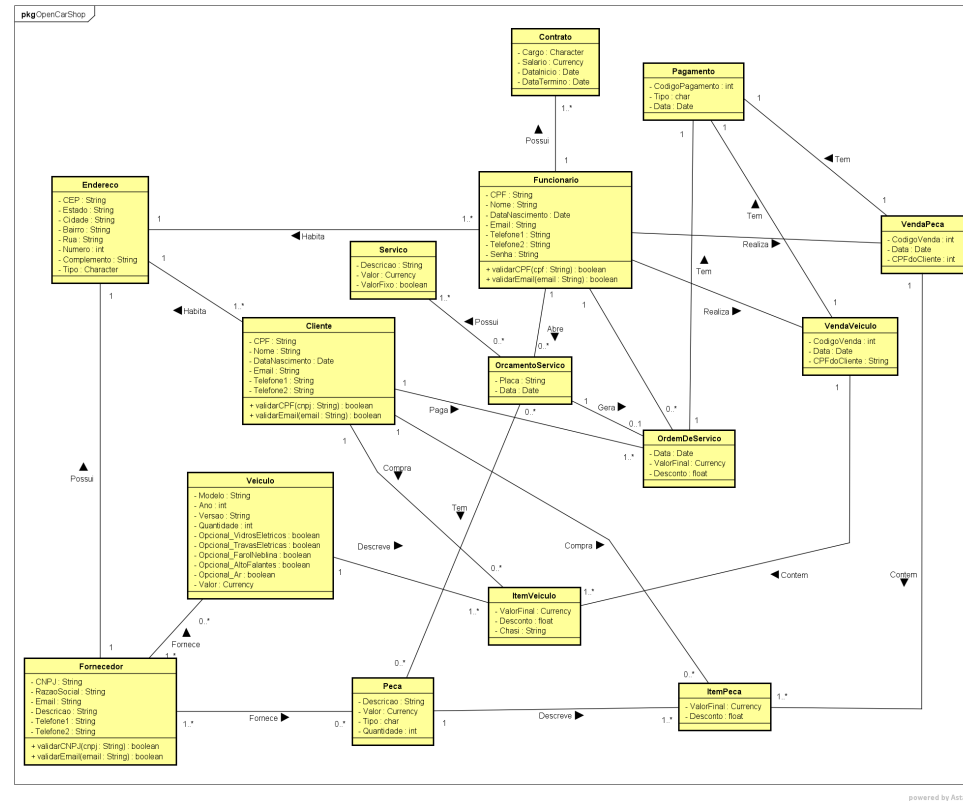 pkg OpenCarShop
Contrato
- Cargo : Character
- Salario : Currency
- DataInicio : Date
- DataTermino : Date
1..*
Possui
1
Pagamento
- CodigoPagamento : int
- Tipo : char
- Data : Date
1
1
1
Tem
Tem
Tem
Endereco
- CEP : String
- Estado : String
- Cidade : String
- Bairro : String
- Rua : String
- Numero : int
- Complemento : String
- Tipo : Character
1
1
1
Habita
1..*
Habita
1..*
Funcionario
- CPF : String
- Nome : String
- DataNascimento : Date
- Email : String
- Telefone1 : String
- Telefone2 : String
- Senha : String
+ validarCPF(cpf : String) : boolean
+ validarEmail(email : String) : boolean
1
1
Realiza
Realiza
1
VendaPeca
- CodigoVenda : int
- Data : Date
- CPFdoCliente : int
1
Servico
- Descricao : String
- Valor : Currency
- ValorFixo : boolean
1..*
Possui
0..*
Abre
0..*
Cliente
- CPF : String
- Nome : String
- DataNascimento : Date
- Email : String
- Telefone1 : String
- Telefone2 : String
+ validarCPF(cnpj : String) : boolean
+ validarEmail(email : String) : boolean
1
1
1
VendaVeiculo
- CodigoVenda : int
- Data : Date
- CPFdoCliente : String
1
1
OrcamentoServico
- Placa : String
- Data : Date
0..*
1
Gera
0..1
0..*
Paga
1..*
OrdemDeServico
- Data : Date
- ValorFinal : Currency
- Desconto : float
1
Compra
Compra
Possui
Veiculo
- Modelo : String
- Ano : int
- Versao : String
- Quantidade : int
- Opcional_VidrosEletricos : boolean
- Opcional_TravasEletricas : boolean
- Opcional_FarolNeblina : boolean
- Opcional_AltoFalantes : boolean
- Opcional_Ar : boolean
- Valor : Currency
1
Tem
Descreve
0..*
1..*
ItemVeiculo
- ValorFinal : Currency
- Desconto : float
- Chasi : String
1..*
Contem
Contem
0..*
Fornece
1..*
1
Fornecedor
- CNPJ : String
- RazaoSocial : String
- Email : String
- Descricao : String
- Telefone1 : String
- Telefone2 : String
+ validarCNPJ(cnpj : String) : boolean
+ validarEmail(email : String) : boolean
1..*
Fornece
0..*
0..*
Peca
- Descricao : String
- Valor : Currency
- Tipo : char
- Quantidade : int
1
Descreve
1..*
0..*
ItemPeca
- ValorFinal : Currency
- Desconto : float
1..*
powered by Ast